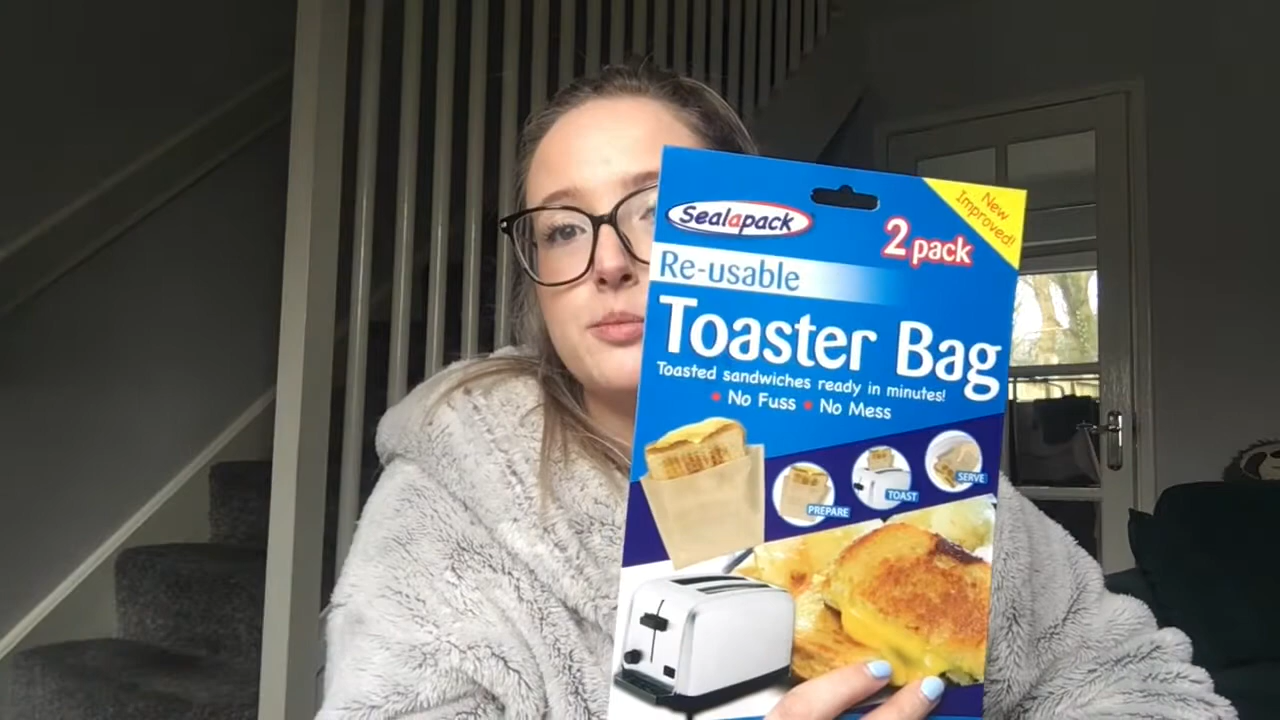 Sealapack
New
Improved!
2 pack
Re-usable
Toaster Bag
Toasted sandwiches ready in minutes!
• No Fuss • No Mess
PREPARE
TOAST
SERVE